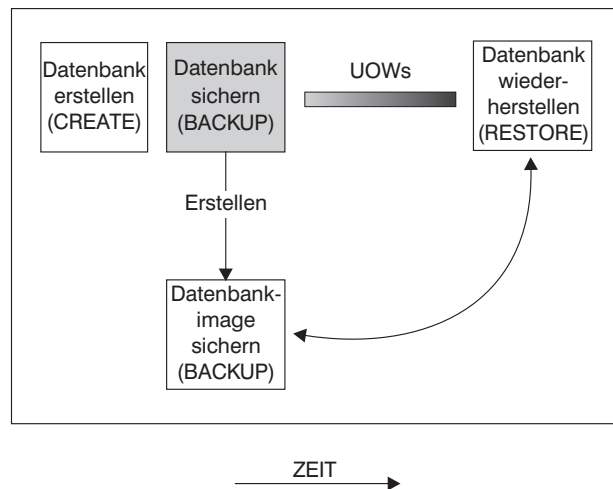 Datenbank
erstellen
(CREATE)
Datenbank
sichern
(BACKUP)
UOWs
Datenbank
wieder-
herstellen
(RESTORE)
Erstellen
Datenbank-
image
sichern
(BACKUP)
ZEIT